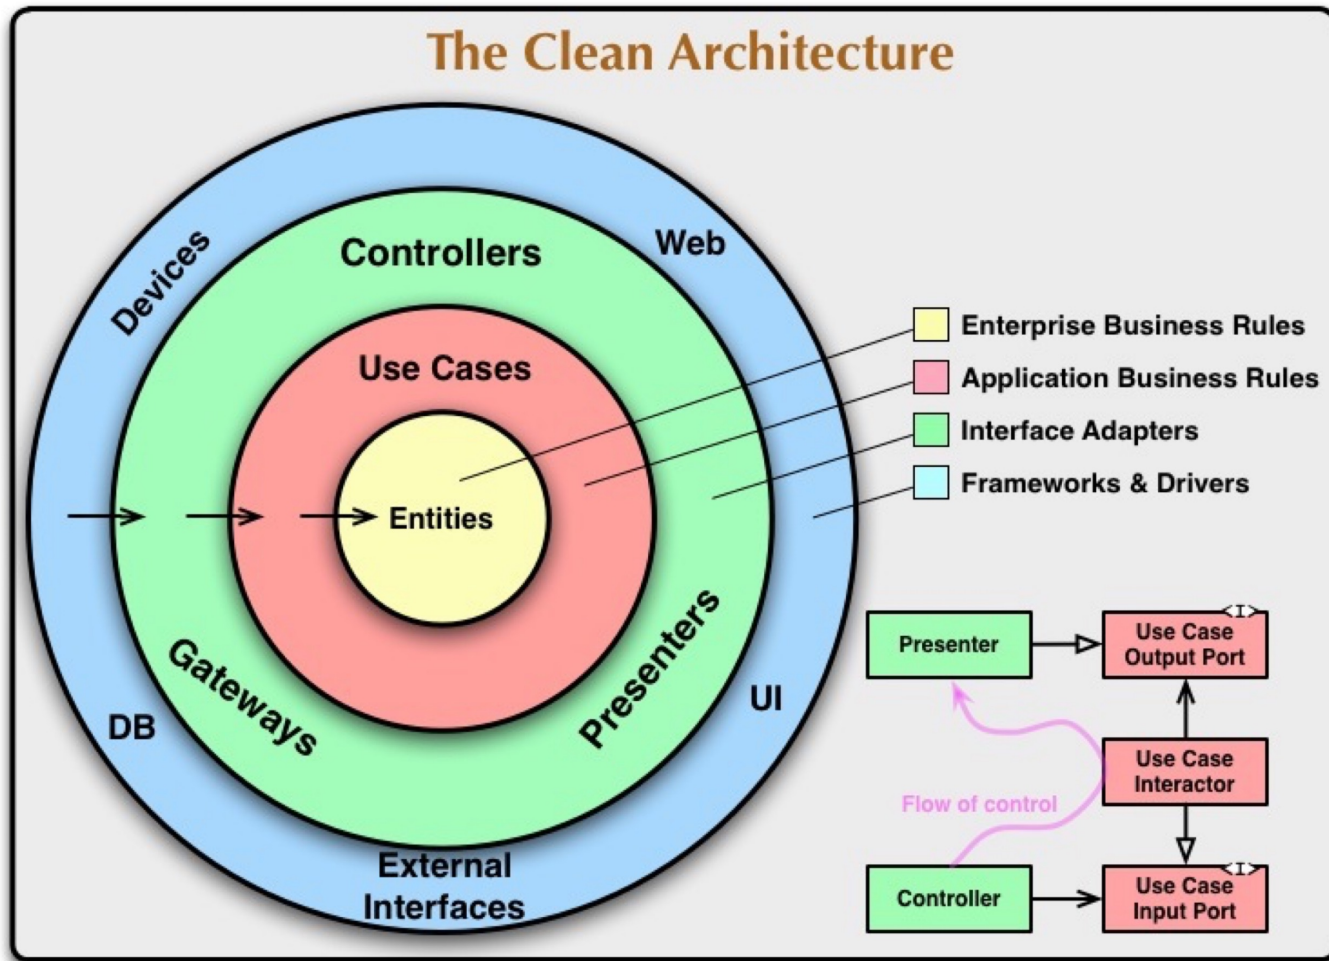 The Clean Architecture
Devices
Controllers
Web
Use Cases
Entities
Gateways
Presenters
DB
UI
External
Interfaces
Enterprise Business Rules
Application Business Rules
Interface Adapters
Frameworks & Drivers
Presenter
<I>
Use Case
Output Port
Use Case
Interactor
Flow of control
Controller
<I>
Use Case
Input Port